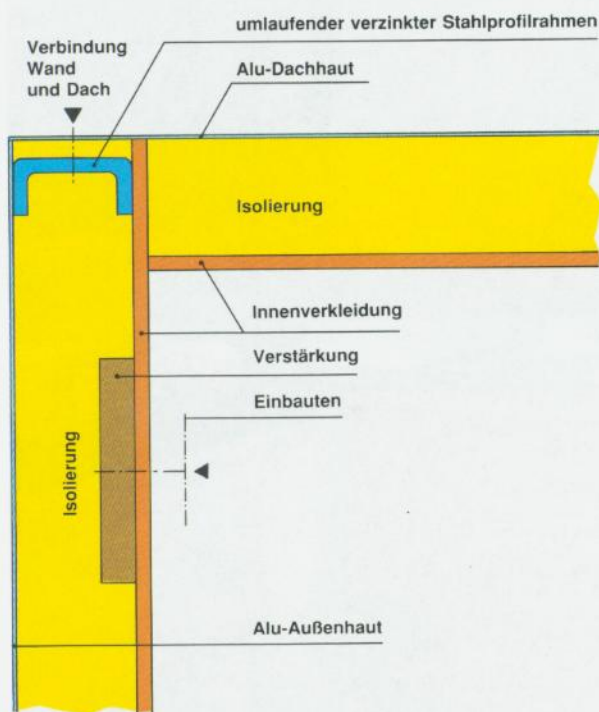 umlaufender verzinkter Stahlprofilrahmen
Verbindung
Wand
und Dach
Alu-Dachhaut
Isolierung
Innenverkleidung
Verstärkung
Einbauten
Isolierung
Alu-Außenhaut